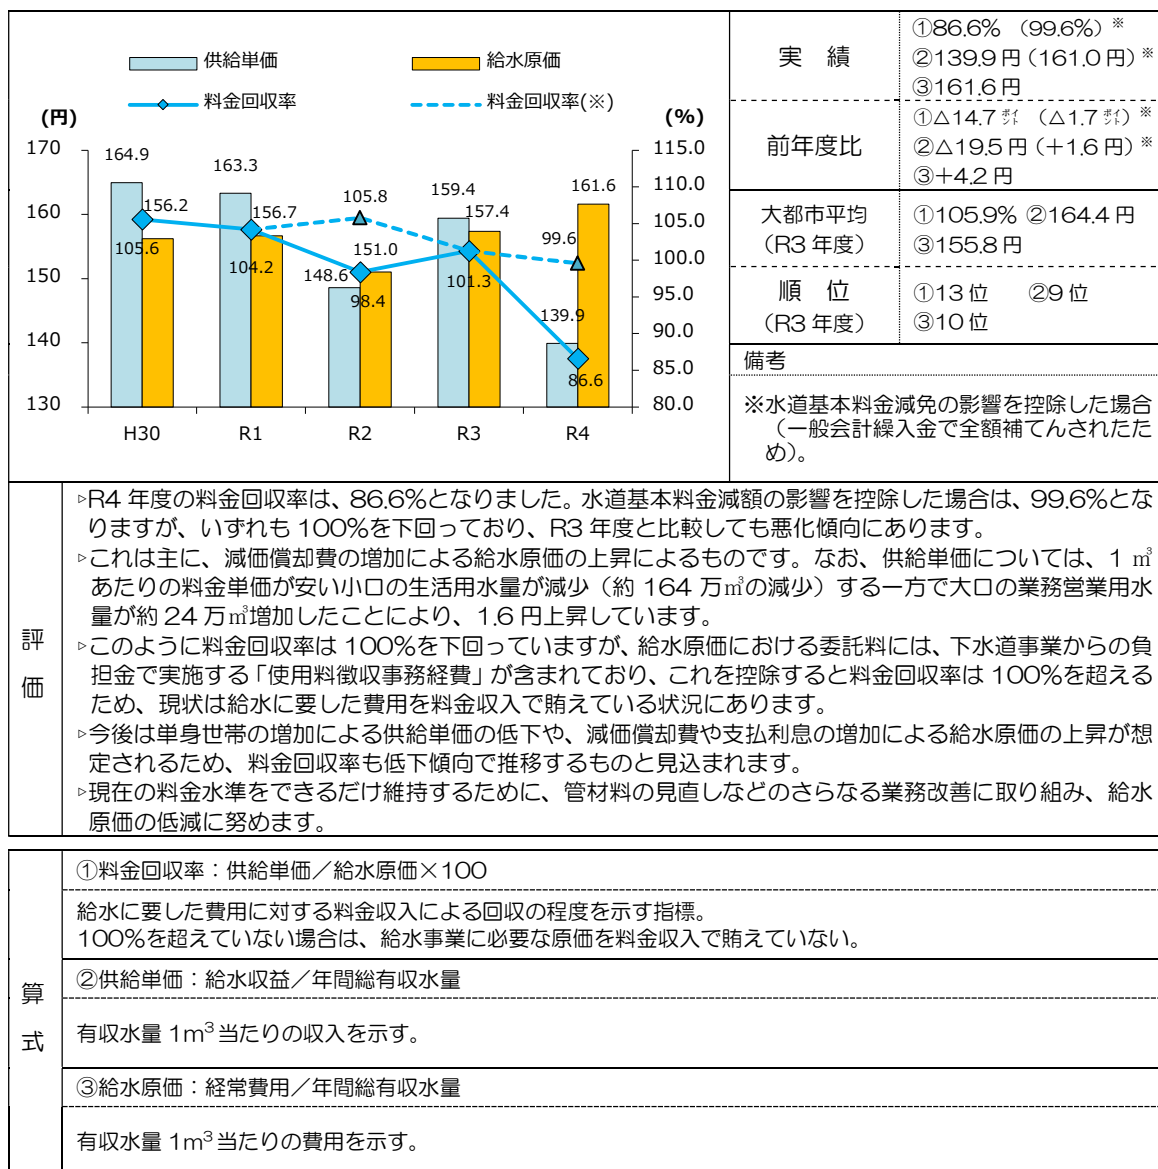 供給単価
給水原価
料金回収率
料金回収率(※)
(円)
(%)
170
160
150
140
130
115.0
110.0
105.0
100.0
95.0
90.0
85.0
80.0
164.9
156.2
105.6
163.3
156.7
104.2
105.8
148.6
151.0
98.4
159.4
157.4
101.3
161.6
99.6
139.9
86.6
H30
R1
R2
R3
R4
実 績
①86.6% (99.6%)※
②139.9円(161.0円)※
③161.6円
前年度比
①△14.7ポイント (△1.7ポイント)※
②△19.5円(+1.6円)※
③+4.2円
大都市平均
(R3年度)
①105.9% ②164.4円
③155.8円
順 位
(R3年度)
①13位 ②9位
③10位
備考
※水道基本料金減免の影響を控除した場合
(一般会計繰入金で全額補てんされたた
め)。
評
価
▹R4年度の料金回収率は、86.6%となりました。水道基本料金減額の影響を控除した場合は、99.6%とな
りますが、いずれも100%を下回っており、R3年度と比較しても悪化傾向にあります。
▹これは主に、減価償却費の増加による給水原価の上昇によるものです。なお、供給単価については、1㎥
あたりの料金単価が安い小口の生活用水量が減少(約164万㎥の減少)する一方で大口の業務営業用水
量が約24万㎥増加したことにより、1.6円上昇しています。
▹このように料金回収率は100%を下回っていますが、給水原価における委託料には、下水道事業からの負
担金で実施する「使用料徴収事務経費」が含まれており、これを控除すると料金回収率は100%を超える
ため、現状は給水に要した費用を料金収入で賄えている状況にあります。
▹今後は単身世帯の増加による供給単価の低下や、減価償却費や支払利息の増加による給水原価の上昇が想
定されるため、料金回収率も低下傾向で推移するものと見込まれます。
▹現在の料金水準をできるだけ維持するために、管材料の見直しなどのさらなる業務改善に取り組み、給水
原価の低減に努めます。
算
式
①料金回収率:供給単価/給水原価×100
給水に要した費用に対する料金収入による回収の程度を示す指標。
100%を超えていない場合は、給水事業に必要な原価を料金収入で賄えていない。
②供給単価:給水収益/年間総有収水量
有収水量1m³当たりの収入を示す。
③給水原価:経常費用/年間総有収水量
有収水量1m³当たりの費用を示す。